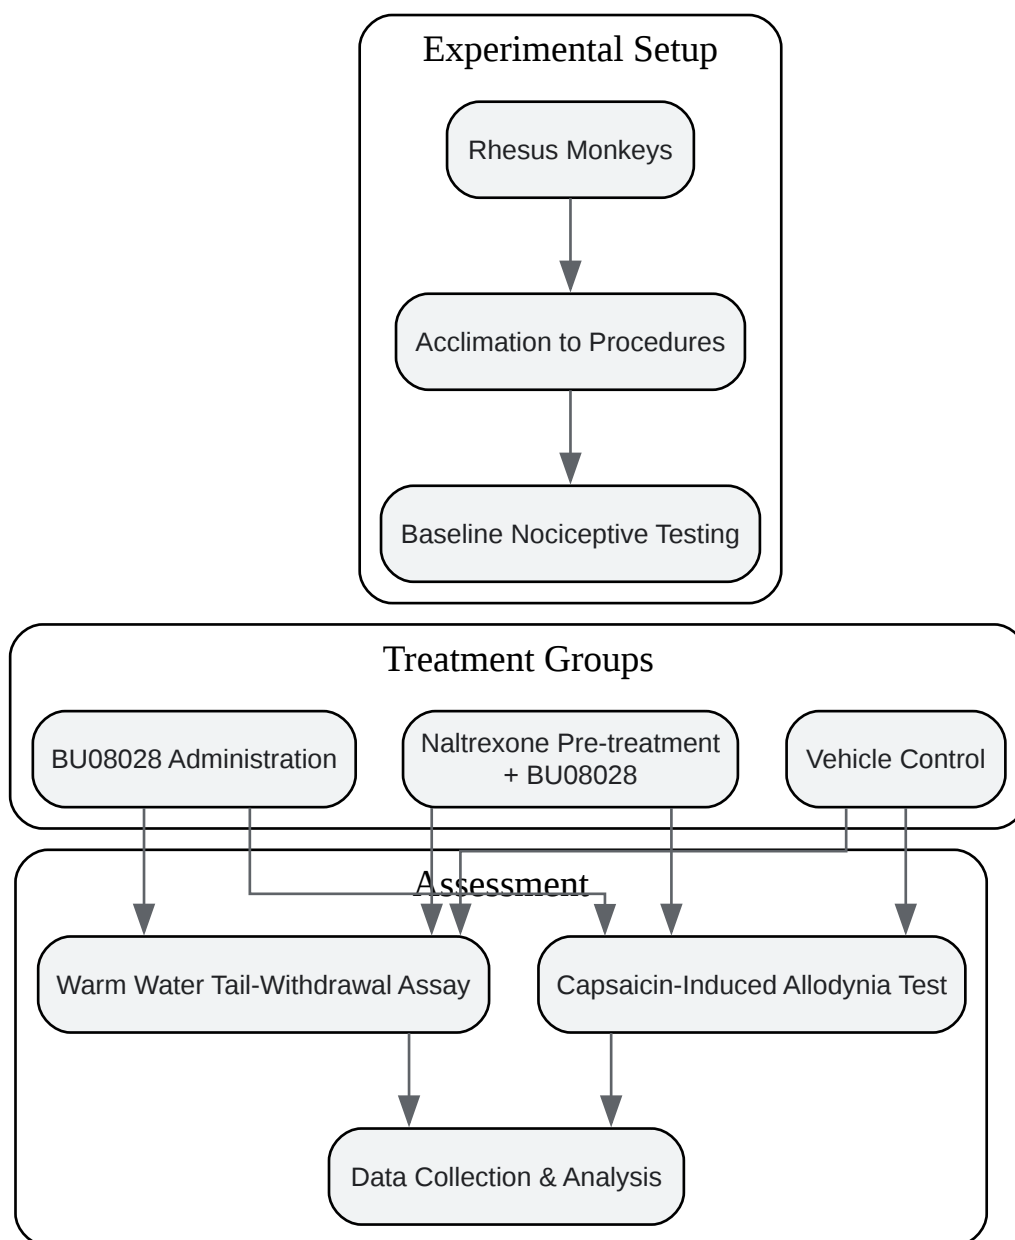 Experimental Setup
Rhesus Monkeys
Acclimation to Procedures
Baseline Nociceptive Testing
Treatment Groups
BU08028 Administration
Naltrexone Pre-treatment
+ BU08028
Vehicle Control
Assessment
Warm Water Tail-Withdrawal Assay
Capsaicin-Induced Allodynia Test
Data Collection & Analysis